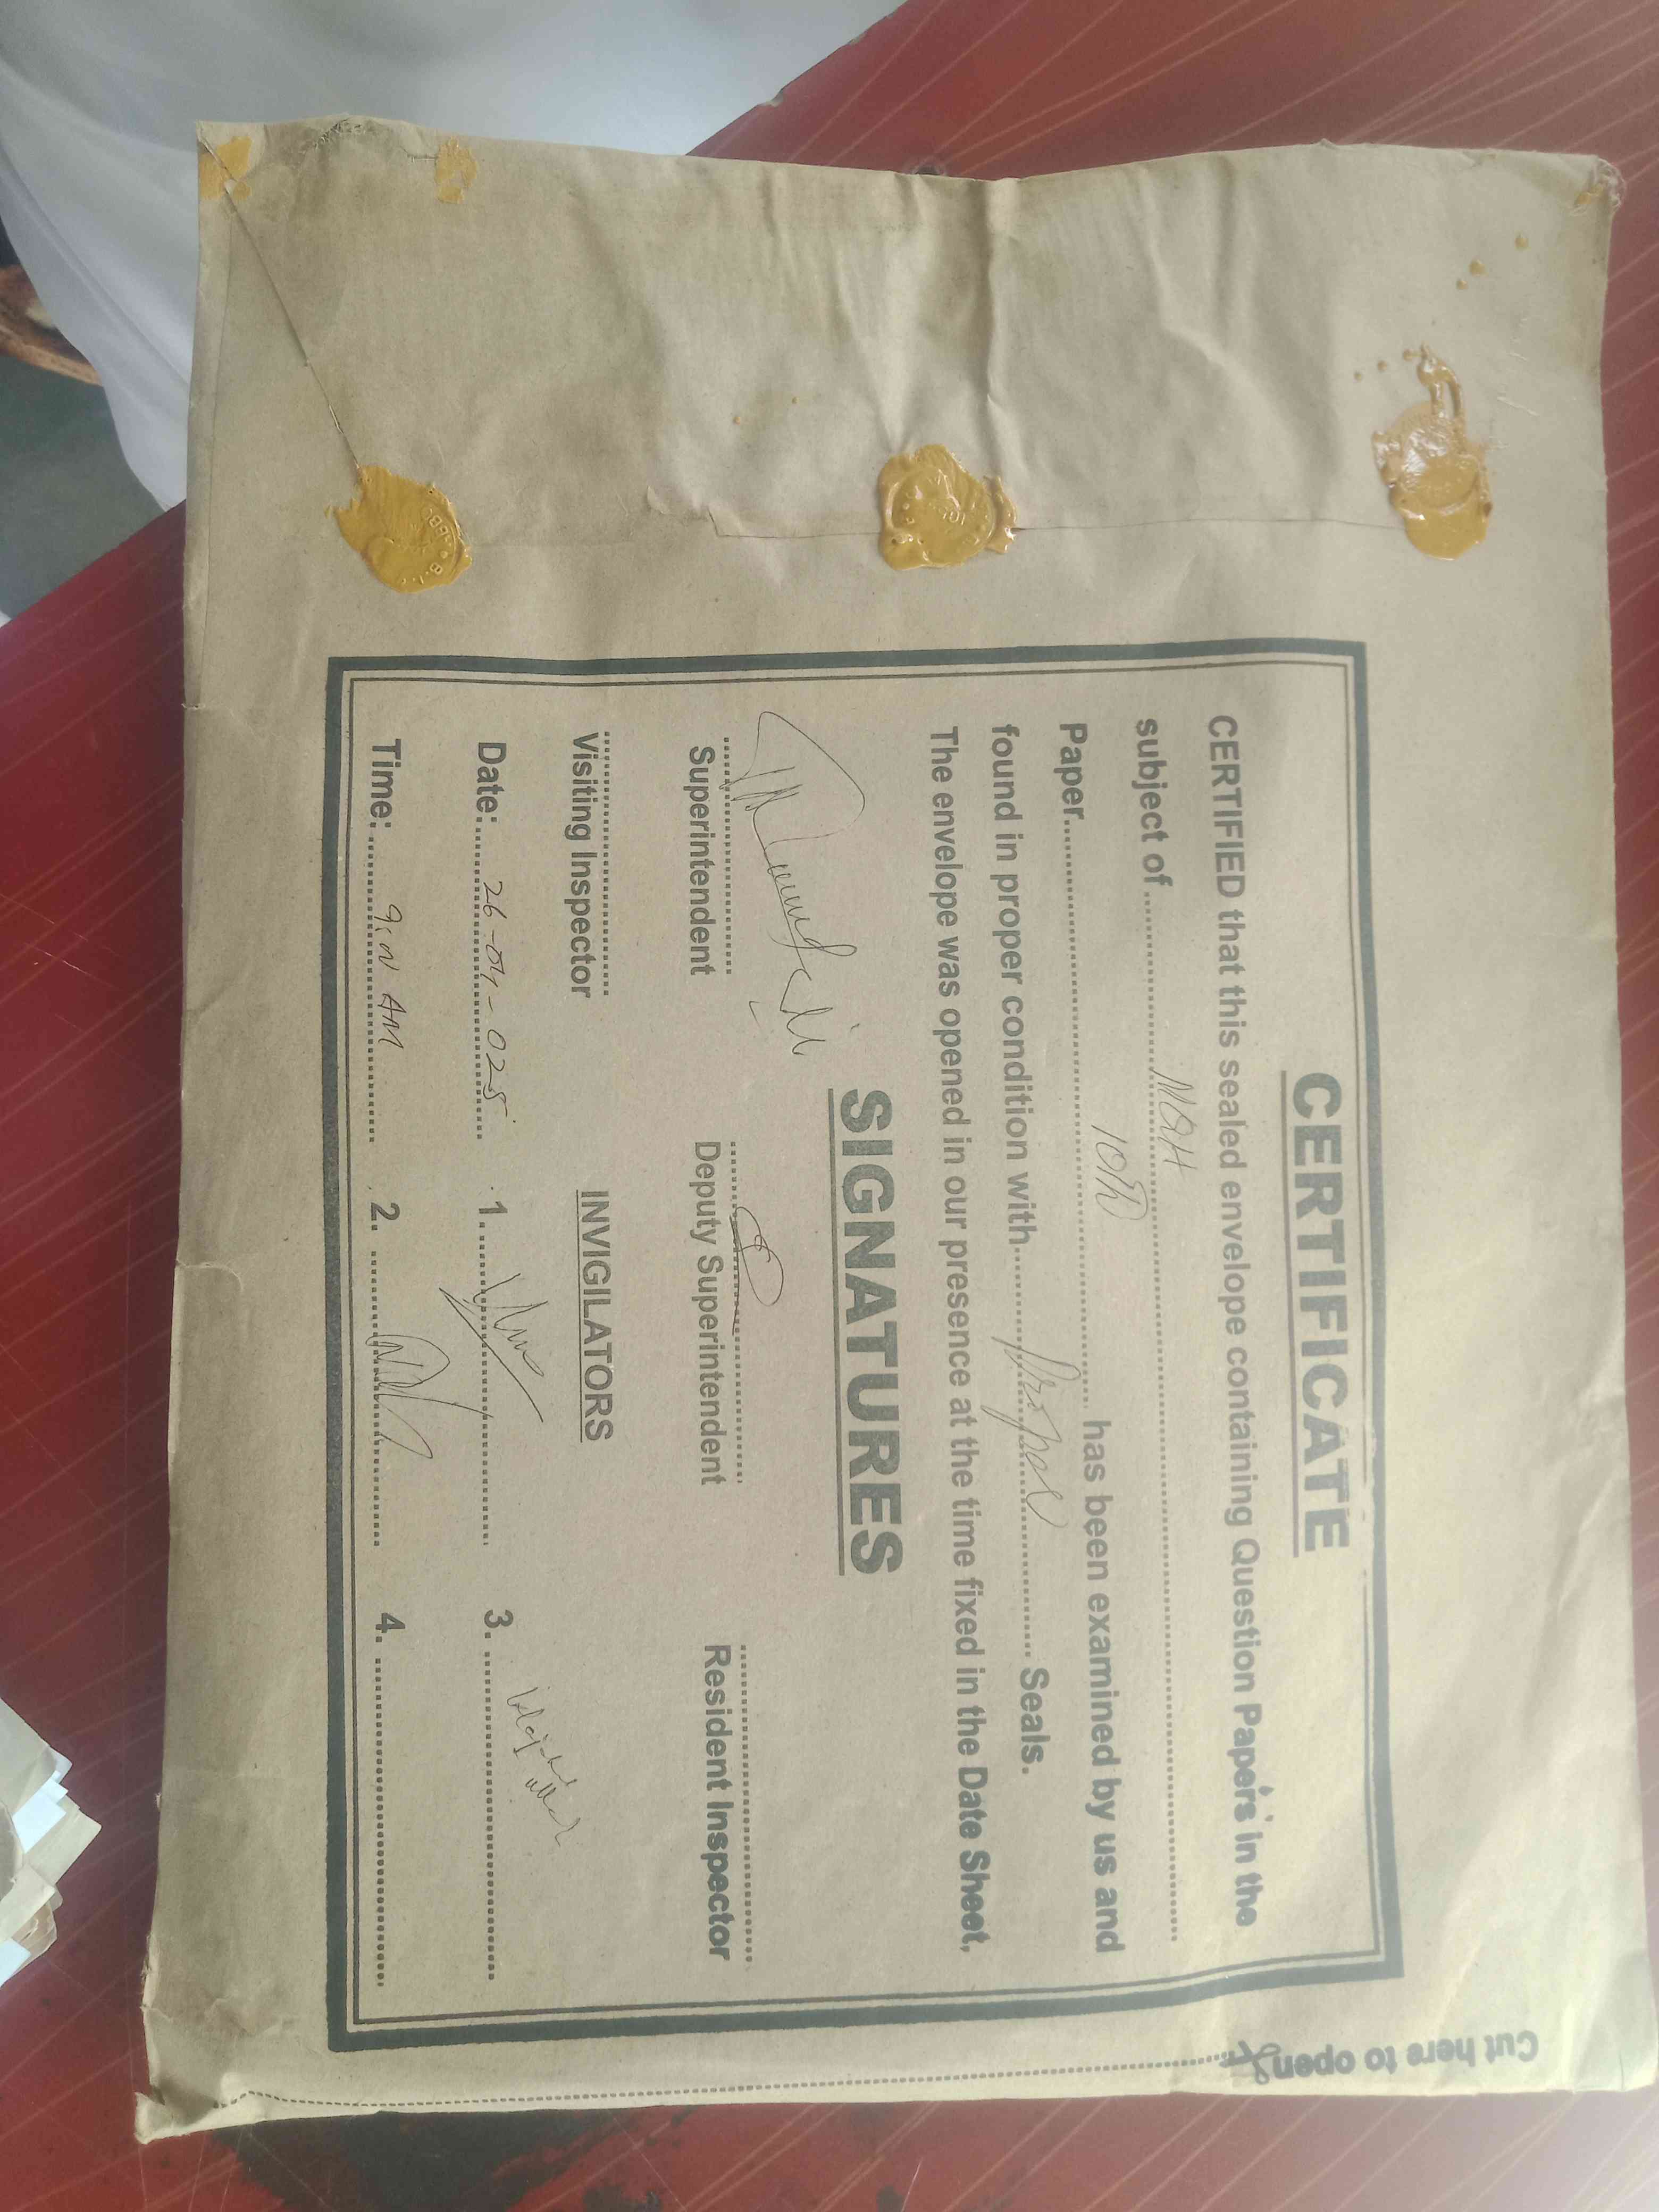 CERTIFICATE
CERTIFIED that this sealed envelope containing Question Papers in the
subject of .......... MQH ..........
Paper.......... 10th .......... has been examined by us and
found in proper condition with.......... proper .......... Seals.
The envelope was opened in our presence at the time fixed in the Date Sheet.
SIGNATURES
Superintendent Deputy Superintendent Resident Inspector
Visiting Inspector INVIGILATORS
Date: 26-04-025 1. 3.
Time: AM 2. 4.
Cut here to open